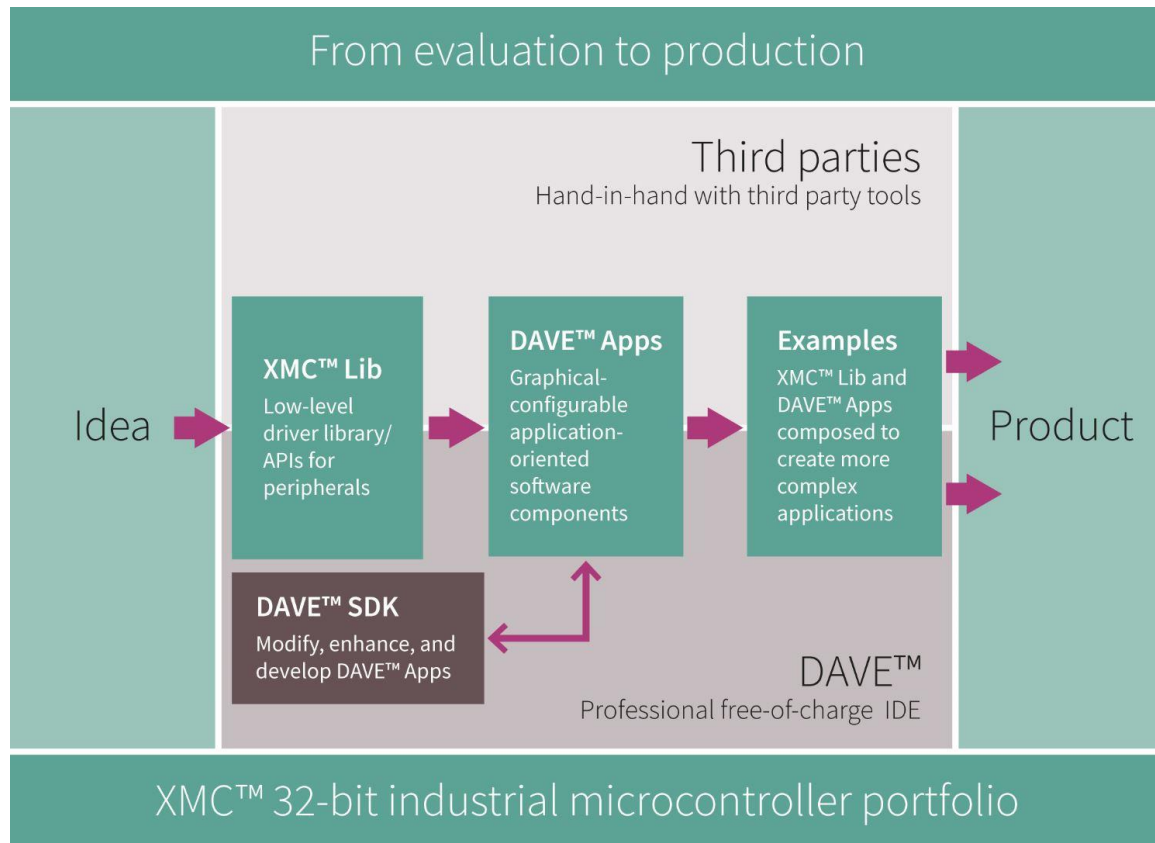 From evaluation to production
Third parties
Hand-in-hand with third party tools
Idea
XMC™ Lib
Low-level
driver library/
APIs for
peripherals
DAVE™ Apps
Graphical-
configurable
application-
oriented
software
components
Examples
XMC™ Lib and
DAVE™ Apps
composed to
create more
complex
applications
Product
DAVE™ SDK
Modify, enhance, and
develop DAVE™ Apps
DAVE™
Professional free-of-charge IDE
XMC™ 32-bit industrial microcontroller portfolio